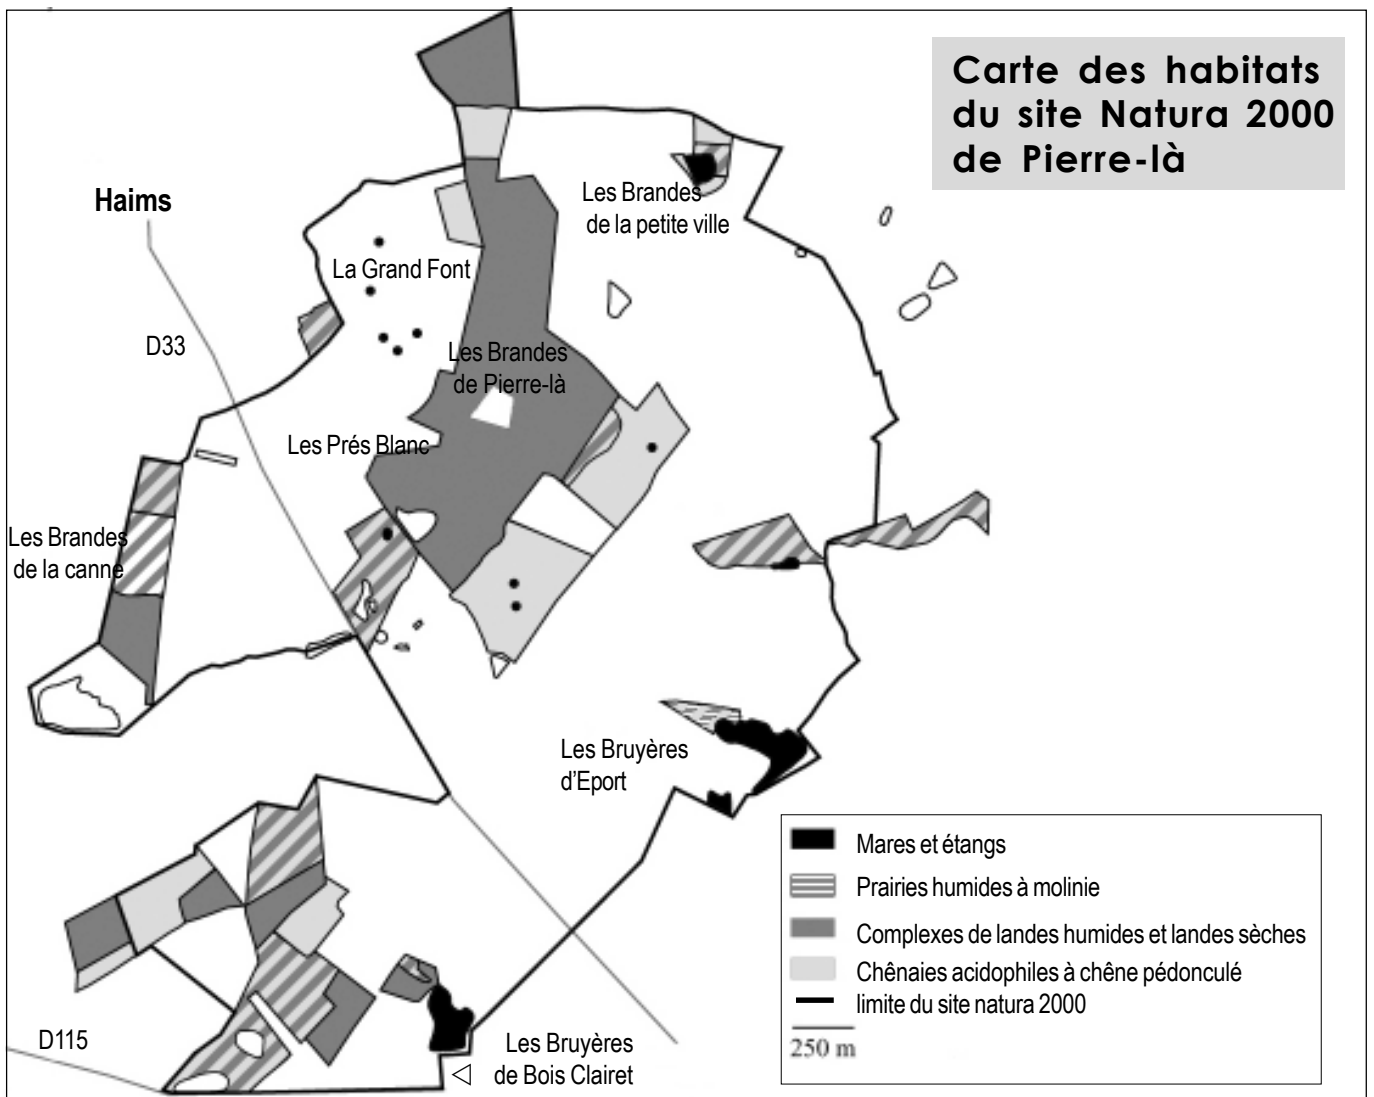 Carte des habitats
du site Natura 2000
de Pierre-là
Haims
Les Brandes
de la petite ville
La Grand Font
D33
Les Brandes
de Pierre-là
Les Prés Blanc
Les Brandes
de la canne
Les Bruyères
d'Eport
Mares et étangs
Prairies humides à molinie
Complexes de landes humides et landes sèches
Chênaies acidophiles à chêne pédonculé
limite du site natura 2000
250 m
D115
Les Bruyères
de Bois Clairet